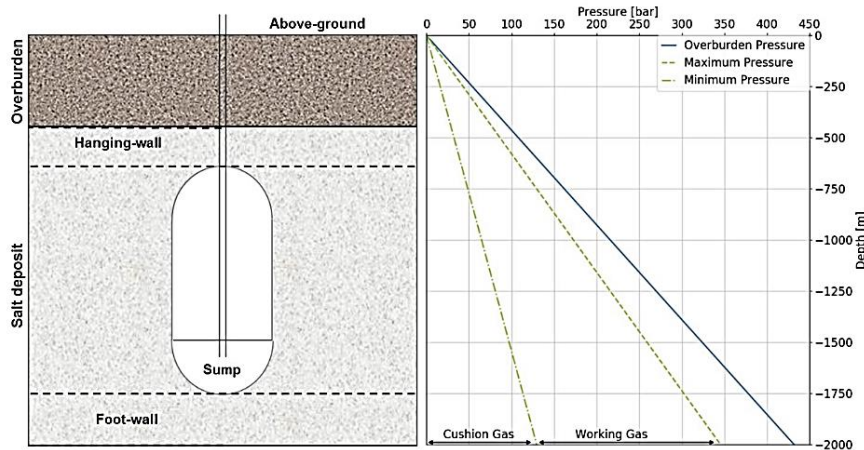 Above-ground
Overburden
Hanging-wall
Salt deposit
Sump
Foot-wall
Pressure [bar]
0 50 100 150 200 250 300 350 400 450
Overburden Pressure
Maximum Pressure
Minimum Pressure
0
−250
−500
−750
−1000
−1250
−1500
−1750
−2000
Depth [m]
Cushion Gas
Working Gas